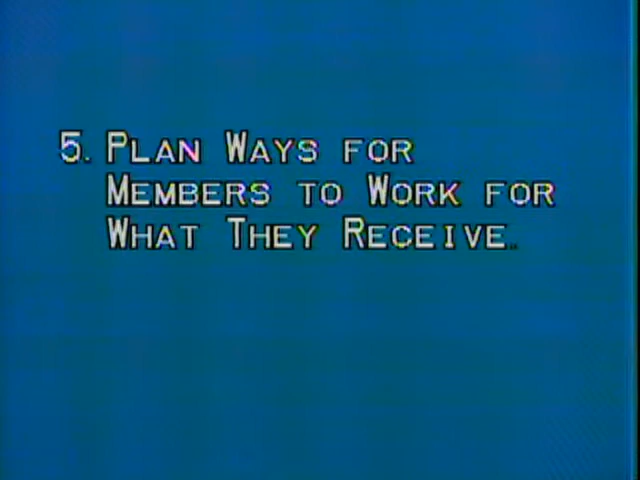 5. Plan Ways for
Members to Work for
What They Receive.